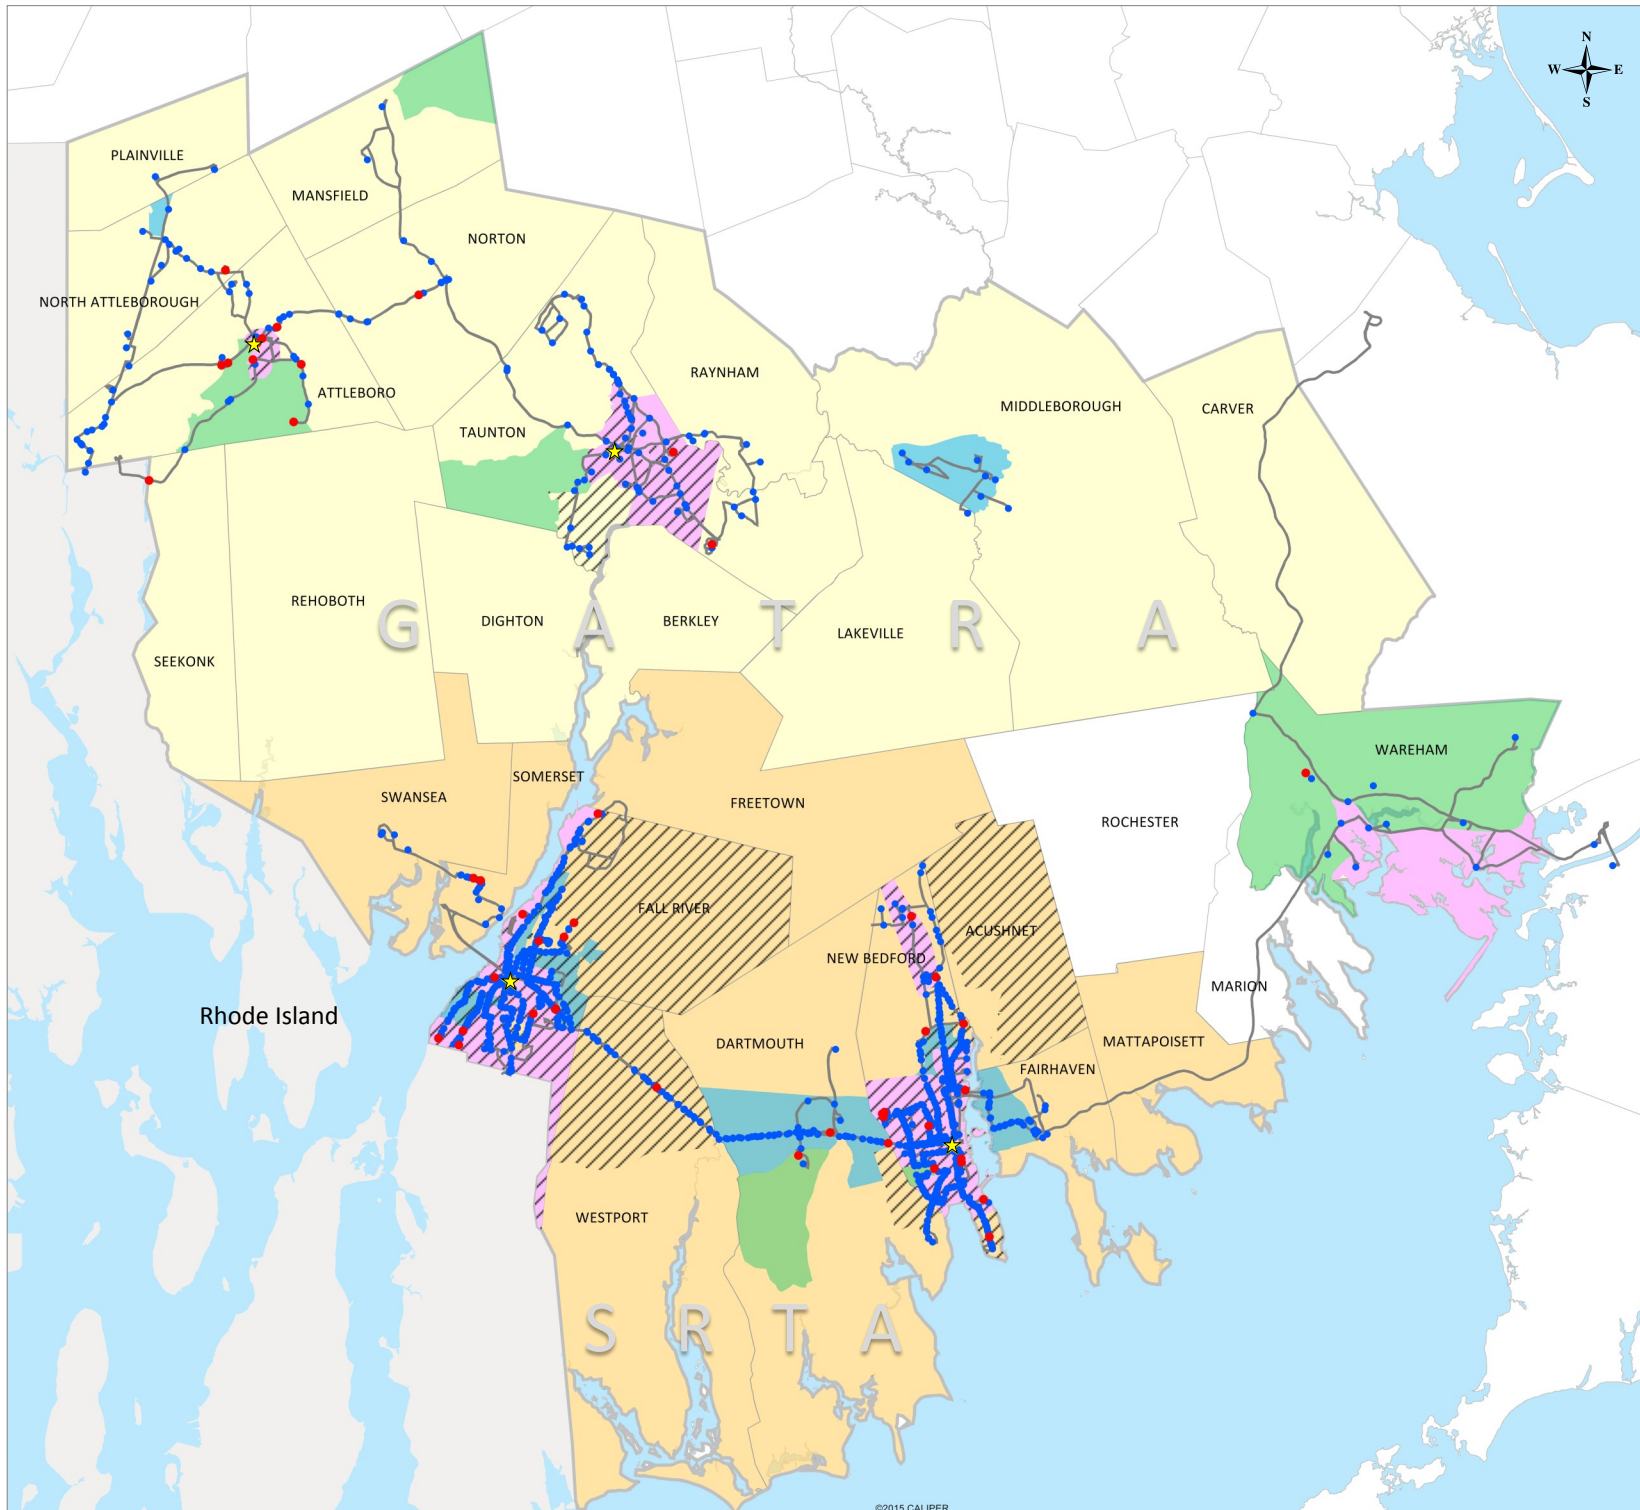 N
W E
S
PLAINVILLE
MANSFIELD
NORTON
NORTH ATTLEBOROUGH
RAYNHAM
ATTLEBORO
MIDDLEBOROUGH
CARVER
TAUNTON
REHOBOTH
DIGHTON
BERKLEY
LAKEVILLE
G A T R A
SEEKONK
WAREHAM
SOMERSET
SWANSEA
FREETOWN
ROCHESTER
FALL RIVER
ACUSHNET
NEW BEDFORD
MARION
Rhode Island
DARTMOUTH
MATTAPOISETT
FAIRHAVEN
WESTPORT
S R T A
©2015 CALIPER